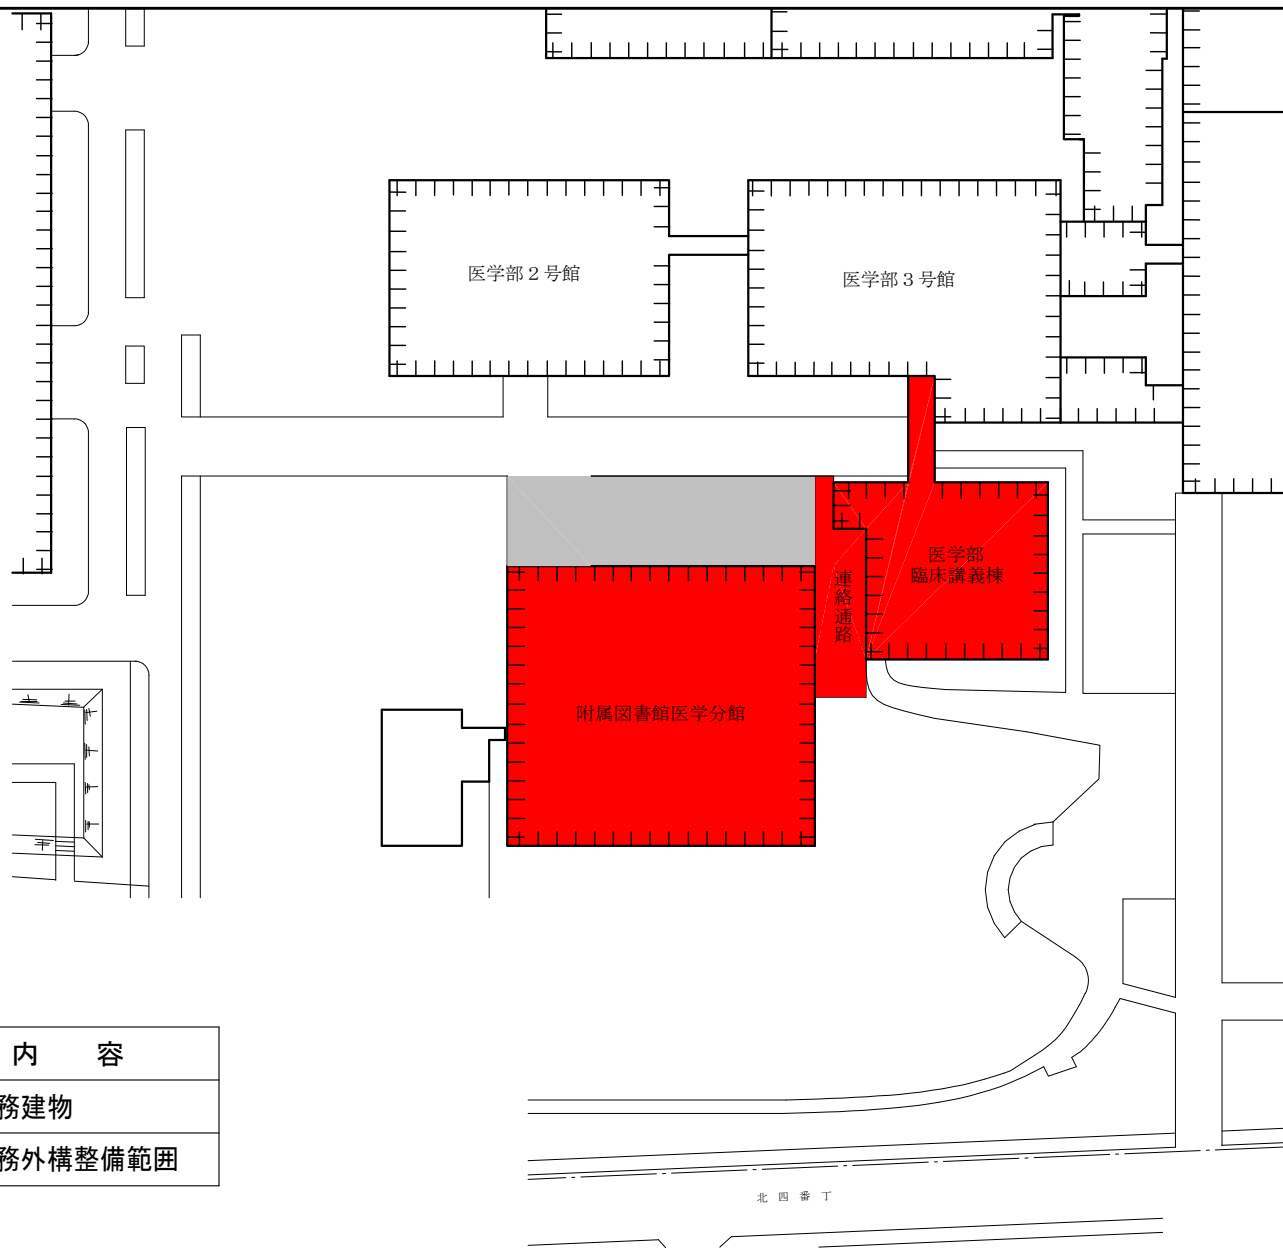 医学部２号館
医学部３号館
医学部
臨床講義棟
連絡通路
附属図書館医学分館
内　容
務建物
務外構整備範囲
北四番丁